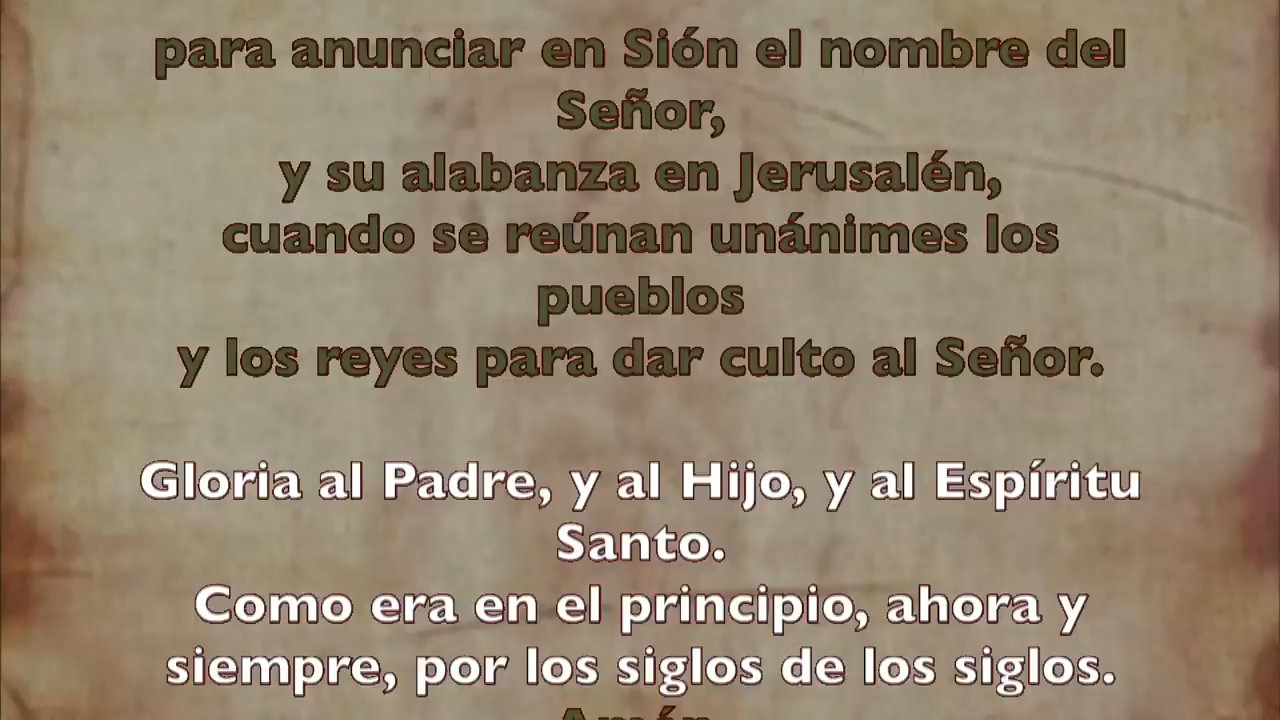 para anunciar en Sión el nombre del
Señor,
y su alabanza en Jerusalén,
cuando se reúnan unánimes los
pueblos
y los reyes para dar culto al Señor.
Gloria al Padre, y al Hijo, y al Espíritu
Santo.
Como era en el principio, ahora y
siempre, por los siglos de los siglos.
Amén.